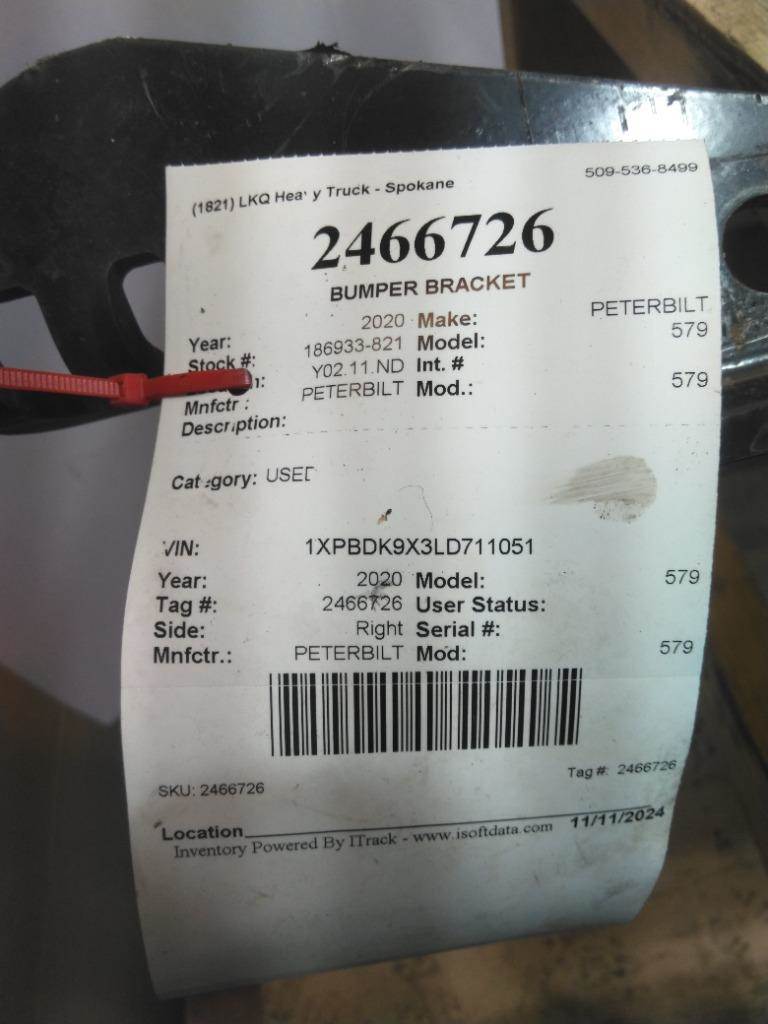 (1821) LKQ Heavy Truck - Spokane 509-536-8499
2466726
BUMPER BRACKET
Year: 2020 Make: PETERBILT
Stock #: 186933-821 Model: 579
Y02.11.ND Int. #
Mnfctr : PETERBILT Mod.: 579
Description:
Category: USED
VIN: 1XPBDK9X3LD711051
Year: 2020 Model: 579
Tag #: 2466726 User Status:
Side: Right Serial #:
Mnfctr.: PETERBILT Mod: 579
SKU: 2466726 Tag #: 2466726
Location
Inventory Powered By ITrack - www.isoftdata.com 11/11/2024